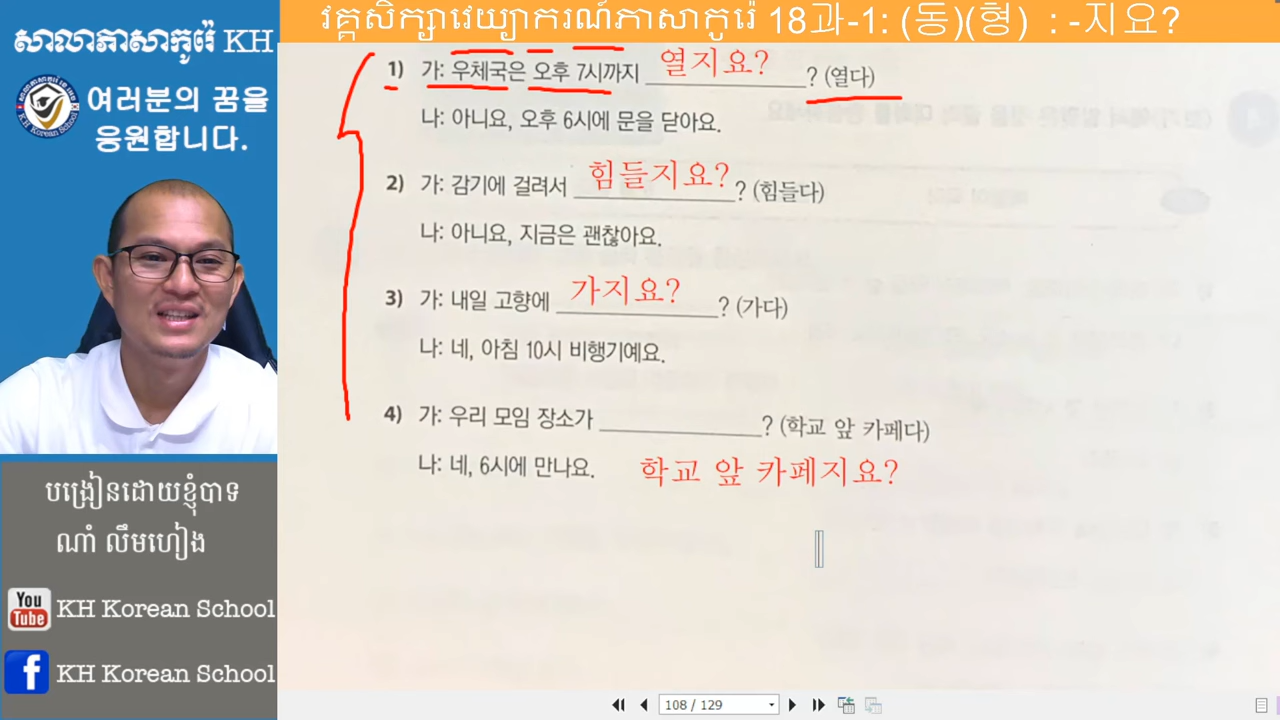 វគ្គសិក្សាវេយ្យាករណ៍ភាសាកូរ៉េ 18과-1: (동)(형) : -지요?
សាលាភាសាកូរ៉េ KH
여러분의 꿈을
응원합니다.
1) 가: 우체국은 오후 7시까지 열지요? ? (열다)
나: 아니요, 오후 6시에 문을 닫아요.
2) 가: 감기에 걸려서 힘들지요? ? (힘들다)
나: 아니요, 지금은 괜찮아요.
3) 가: 내일 고향에 가지요? ? (가다)
나: 네, 아침 10시 비행기예요.
4) 가: 우리 모임 장소가 ? (학교 앞 카페다)
나: 네, 6시에 만나요. 학교 앞 카페지요?
បង្រៀនដោយខ្ញុំបាទ
ណាំ លឹមហៀង
You Tube KH Korean School
f KH Korean School
108 / 129